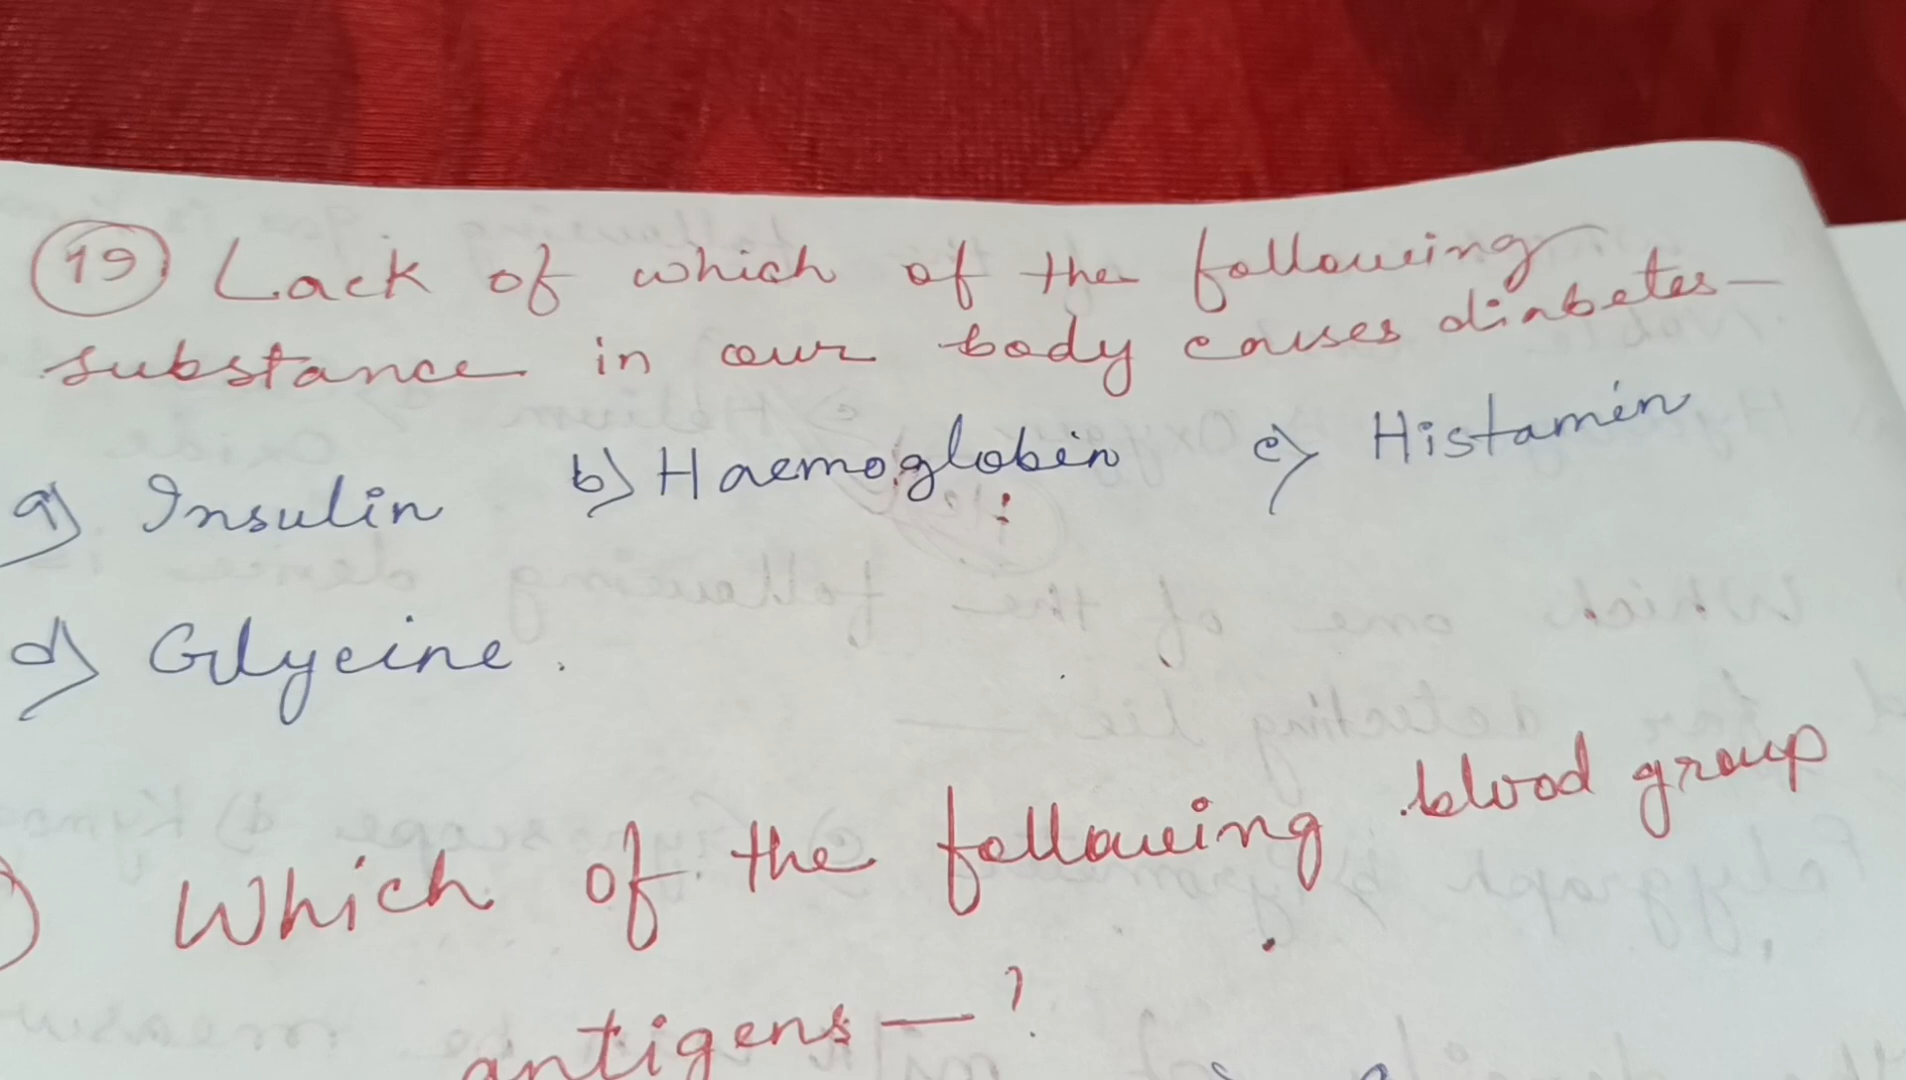 19 Lack of which of the following
substance in our body causes diabetes—
a) Insulin b) Haemoglobin c) Histamin
d) Glycine.
Which of the following blood group
antigens—?